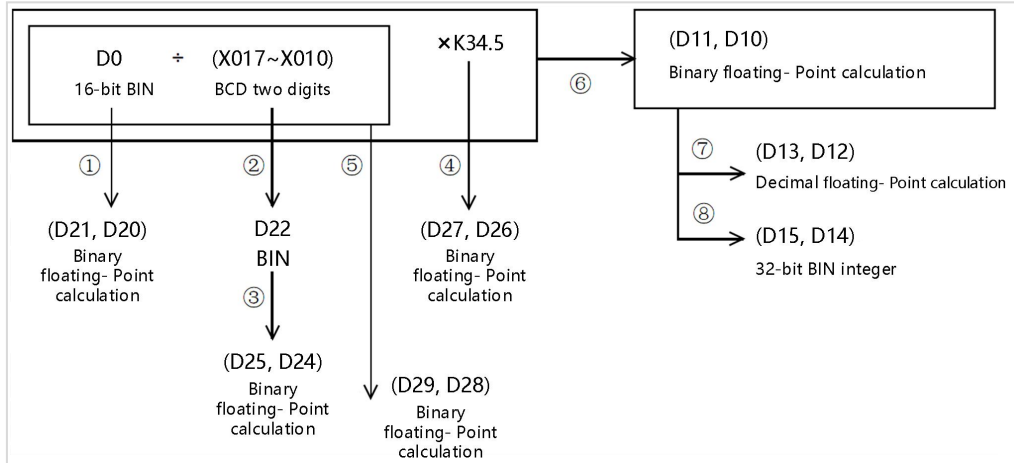 D0 ÷ (X017~X010) ×K34.5
16-bit BIN BCD two digits
(D11, D10)
Binary floating- Point calculation
⑥
① ② ⑤ ④
⑦
(D13, D12)
Decimal floating- Point calculation
⑧
(D15, D14)
32-bit BIN integer
(D21, D20)
Binary
floating- Point
calculation
D22
BIN
③
(D25, D24)
Binary
floating- Point
calculation
(D27, D26)
Binary
floating- Point
calculation
(D29, D28)
Binary
floating- Point
calculation